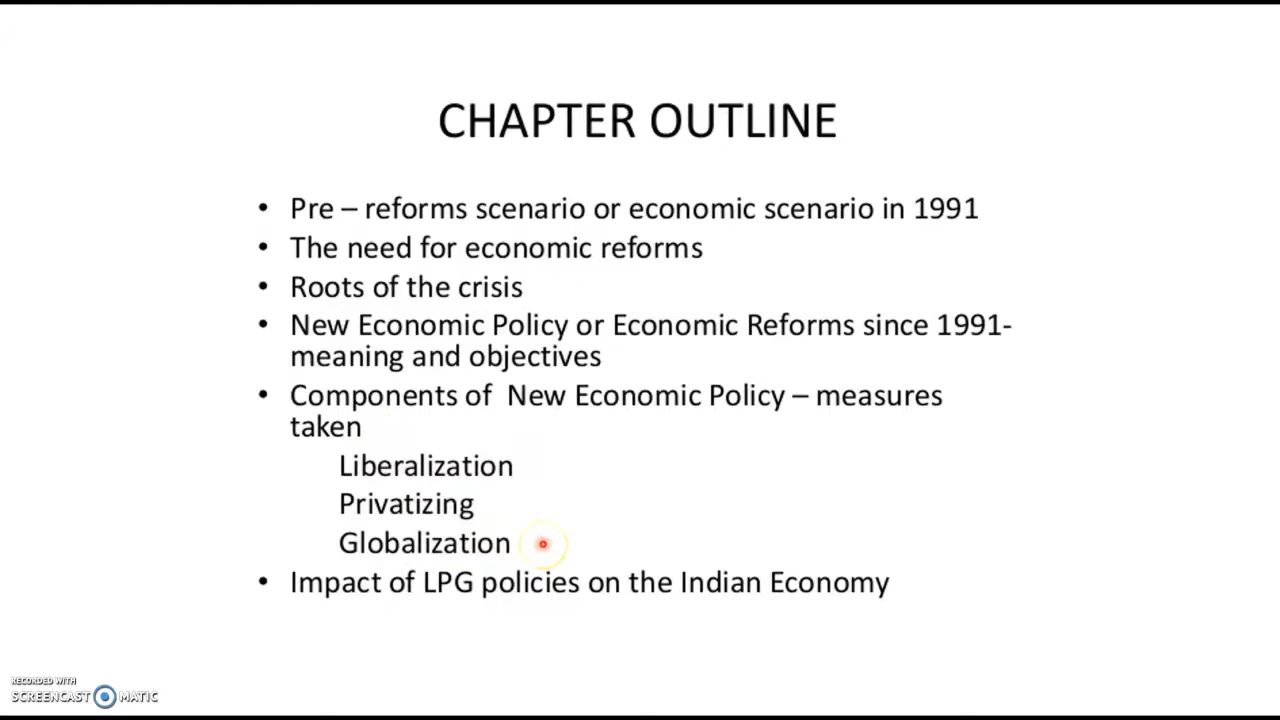 CHAPTER OUTLINE
• Pre – reforms scenario or economic scenario in 1991
• The need for economic reforms
• Roots of the crisis
• New Economic Policy or Economic Reforms since 1991-
meaning and objectives
• Components of  New Economic Policy – measures
taken
Liberalization
Privatizing
Globalization
• Impact of LPG policies on the Indian Economy
RECORDED WITH
SCREENCAST MATIC